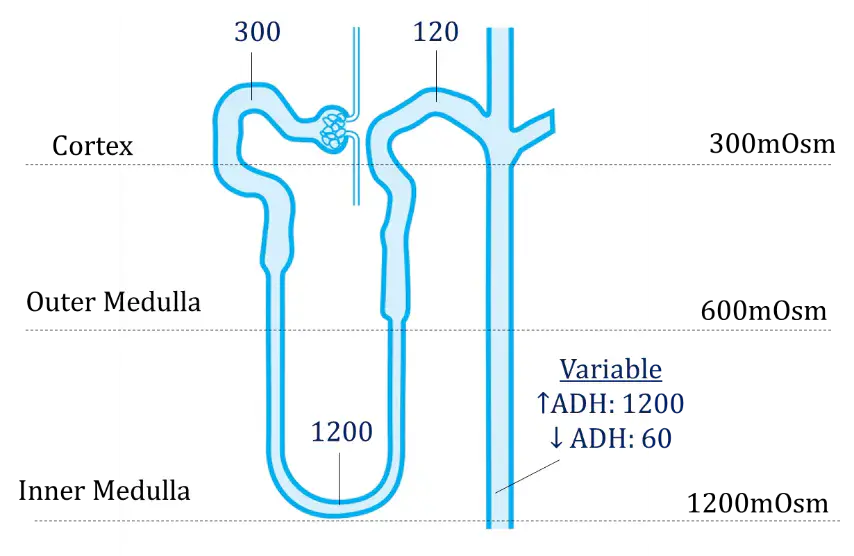 300
120
Cortex
300mOsm
Outer Medulla
600mOsm
Variable
↑ADH: 1200
↓ ADH: 60
1200
Inner Medulla
1200mOsm